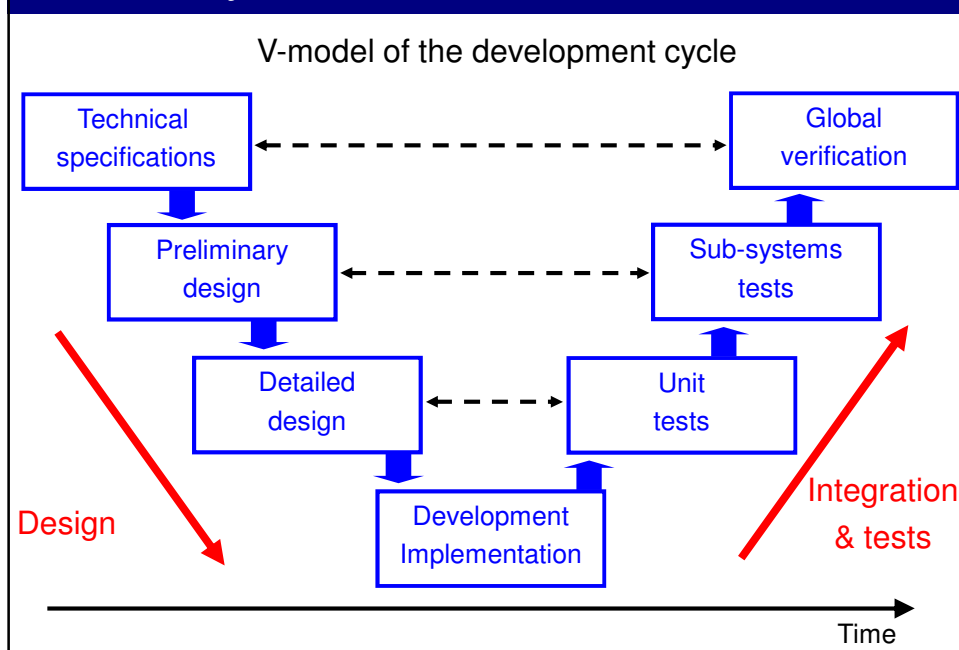 V-model of the development cycle
Technical
specifications
Global
verification
Preliminary
design
Sub-systems
tests
Detailed
design
Unit
tests
Development
Implementation
Design
Integration
& tests
Time